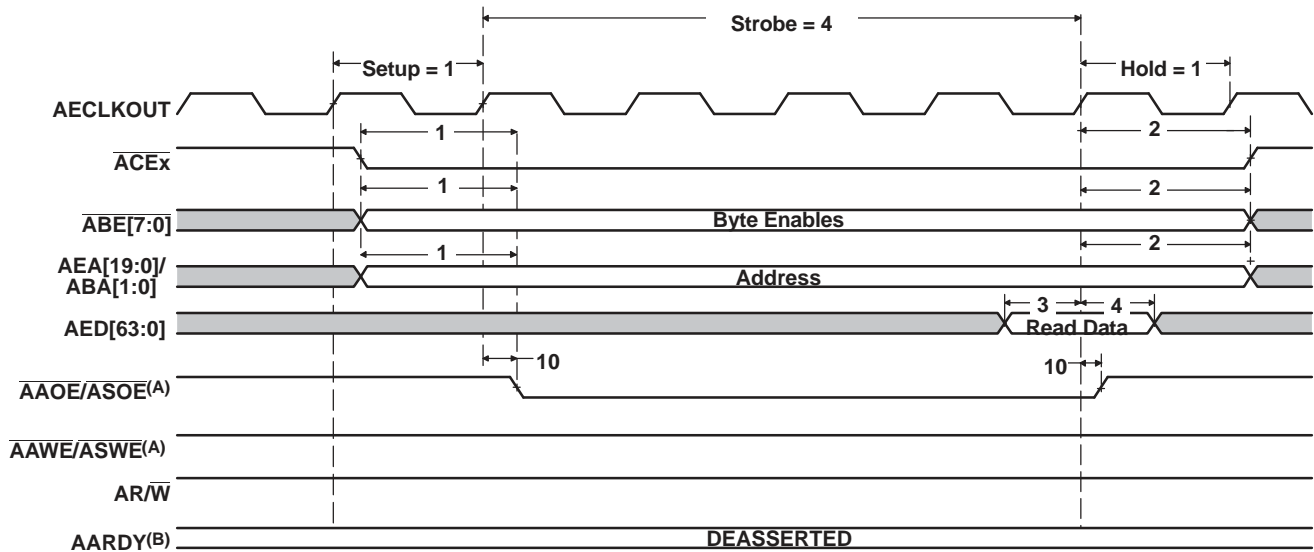 Strobe = 4
Setup = 1
Hold = 1
AECLKOUT
1
2
ACEx
1
2
ABE[7:0]
Byte Enables
1
2
AEA[19:0]/
ABA[1:0]
Address
3
4
AED[63:0]
Read Data
10
10
AAOE/ASOE(A)
AAWE/ASWE(A)
AR/W
AARDY(B)
DEASSERTED